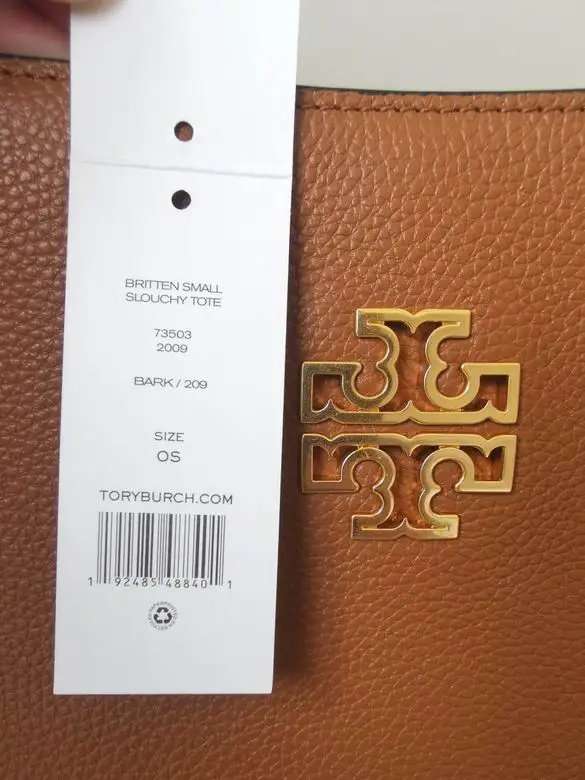 BRITTEN SMALL
SLOUCHY TOTE
73503
2009
BARK / 209
SIZE
OS
TORYBURCH.COM
1 92485 48840 1